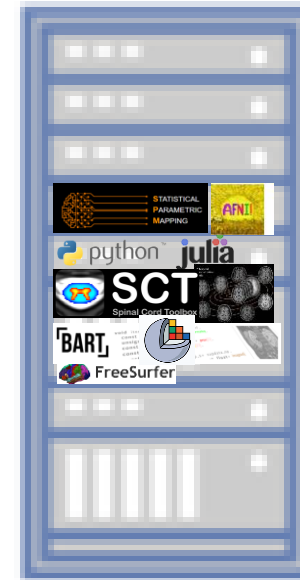 STATISTICAL
PARAMETRIC
MAPPING
AFNI
python
julia
SCT
Spinal Cord Toolbox
BART
FreeSurfer